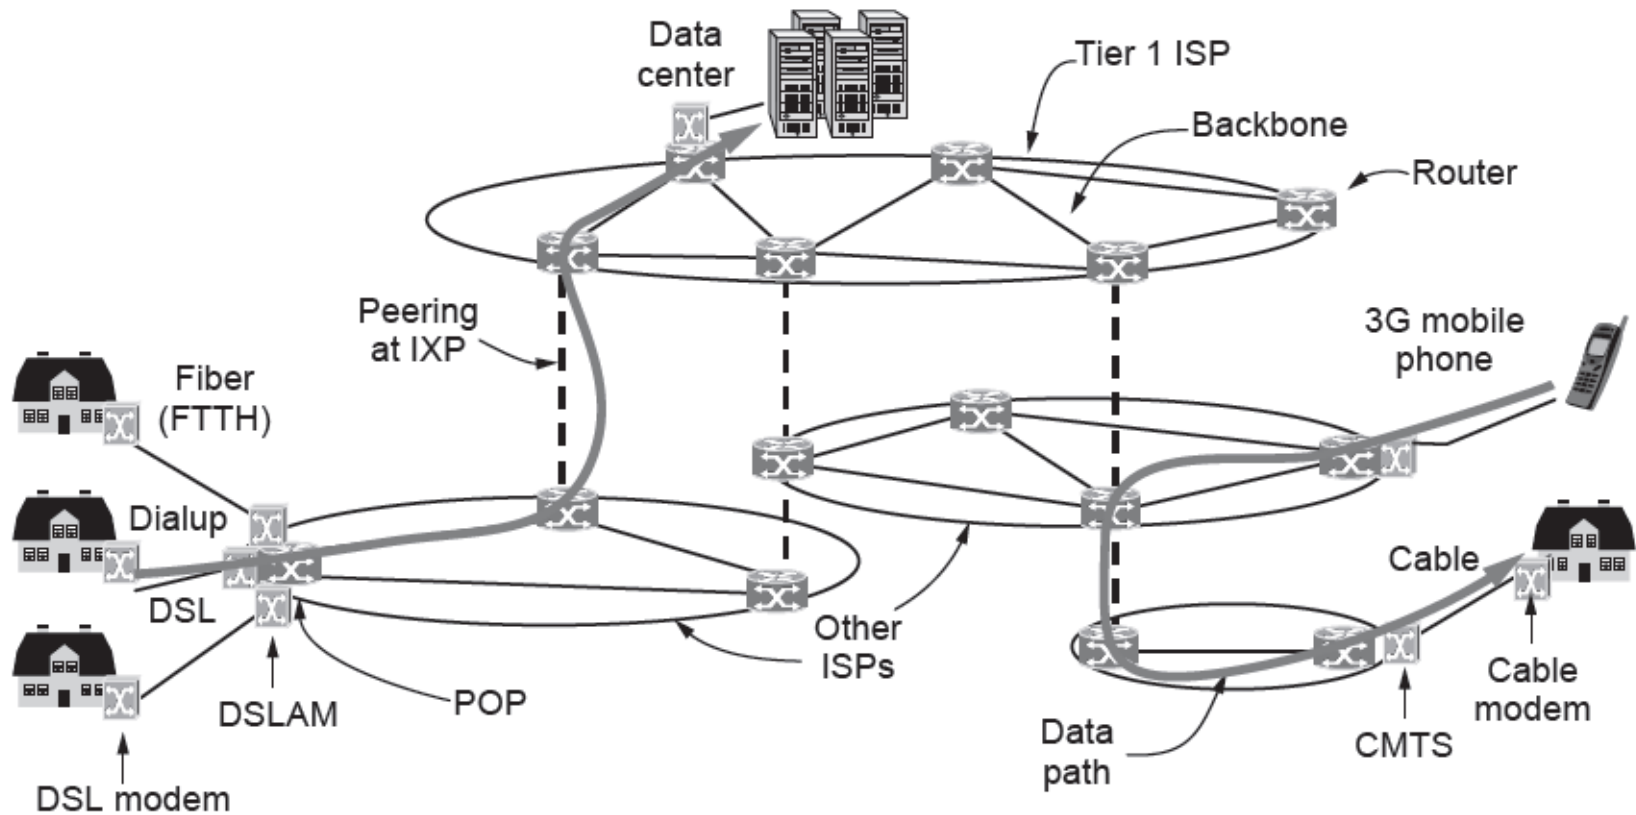 Data
center
Tier 1 ISP
Backbone
Router
Peering
at IXP
3G mobile
phone
Fiber
(FTTH)
Dialup
DSL
Cable
Other
ISPs
POP
DSLAM
Cable
modem
Data
path
CMTS
DSL modem